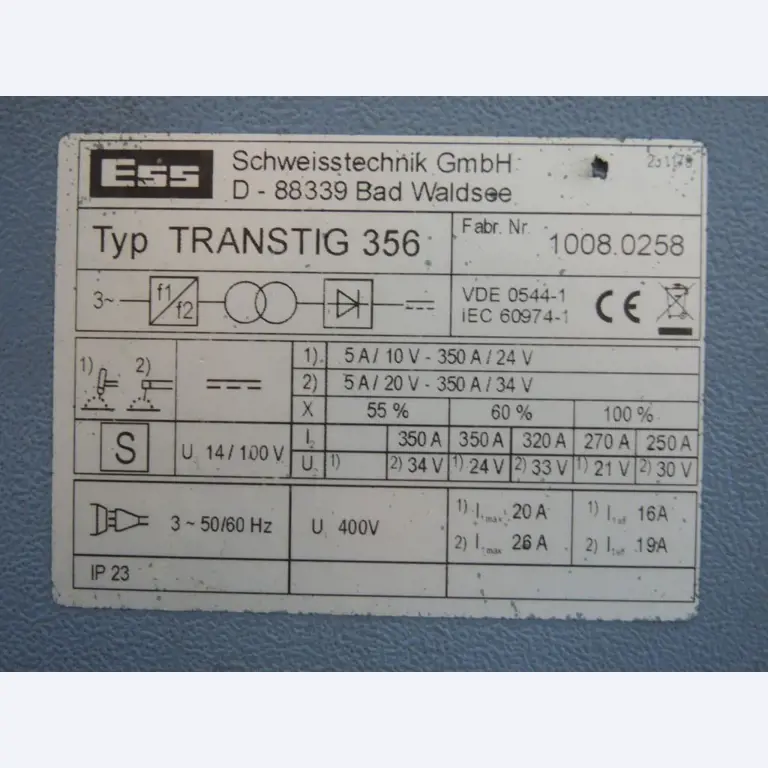 ESS Schweisstechnik GmbH
D - 88339 Bad Waldsee
Typ TRANSTIG 356
Fabr. Nr. 1008.0258
3~ f1 f2
VDE 0544-1
IEC 60974-1
CE
1) 2)
1) 5 A / 10 V - 350 A / 24 V
2) 5 A / 20 V - 350 A / 34 V
X 55 % 60 % 100 %
S U 14 / 100 V
I2 350 A 350 A 320 A 270 A 250 A
U2 1) 2) 34 V 1) 24 V 2) 33 V 1) 21 V 2) 30 V
3 ~ 50/60 Hz U1 400V
1) I1max 20 A 1) I1eff 16A
2) I1max 26 A 2) I1eff 19A
IP 23